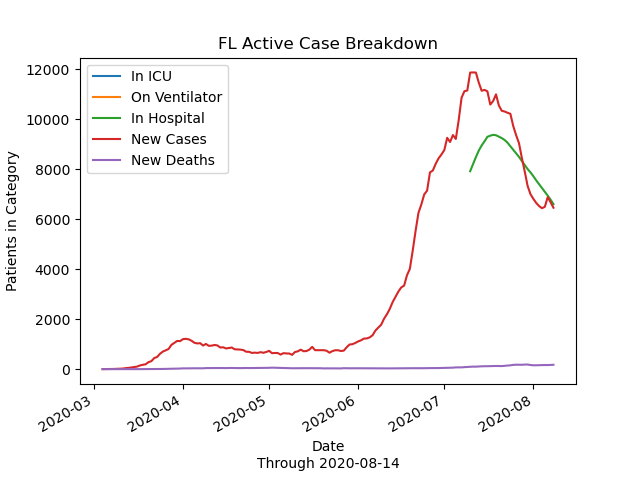 FL Active Case Breakdown
In ICU
On Ventilator
In Hospital
New Cases
New Deaths
Patients in Category
12000
10000
8000
6000
4000
2000
0
2020-03
2020-04
2020-05
2020-06
2020-07
2020-08
Date
Through 2020-08-14